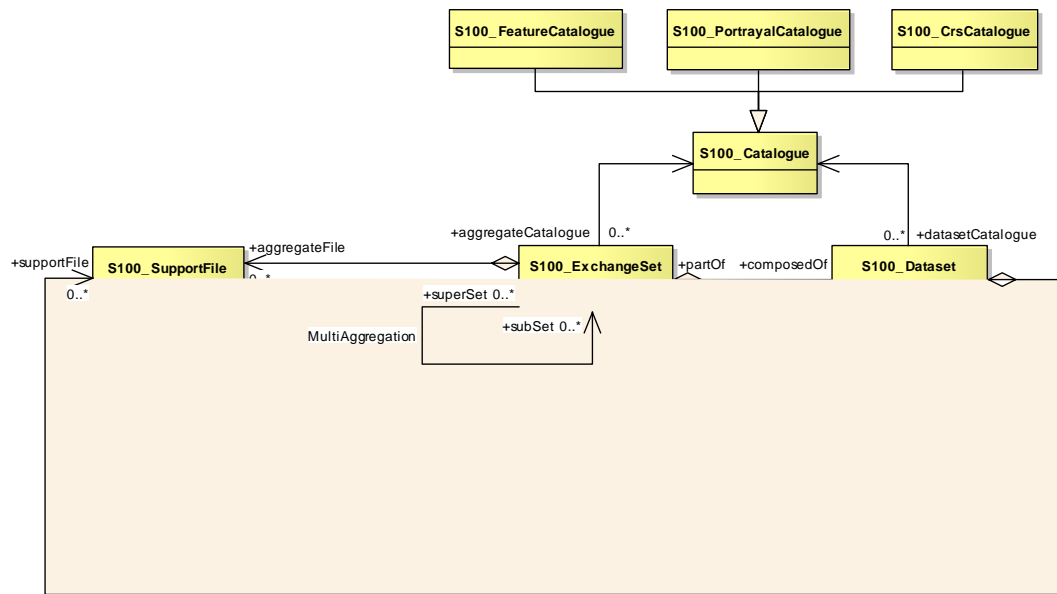 S100_FeatureCatalogue
S100_PortrayalCatalogue
S100_CrsCatalogue
S100_Catalogue
+aggregateCatalogue
0..*
0..*
+datasetCatalogue
+supportFile
0..*
S100_SupportFile
+aggregateFile
0..*
S100_ExchangeSet
+partOf
+composedOf
S100_Dataset
+superSet 0..*
+subSet 0..*
MultiAggregation